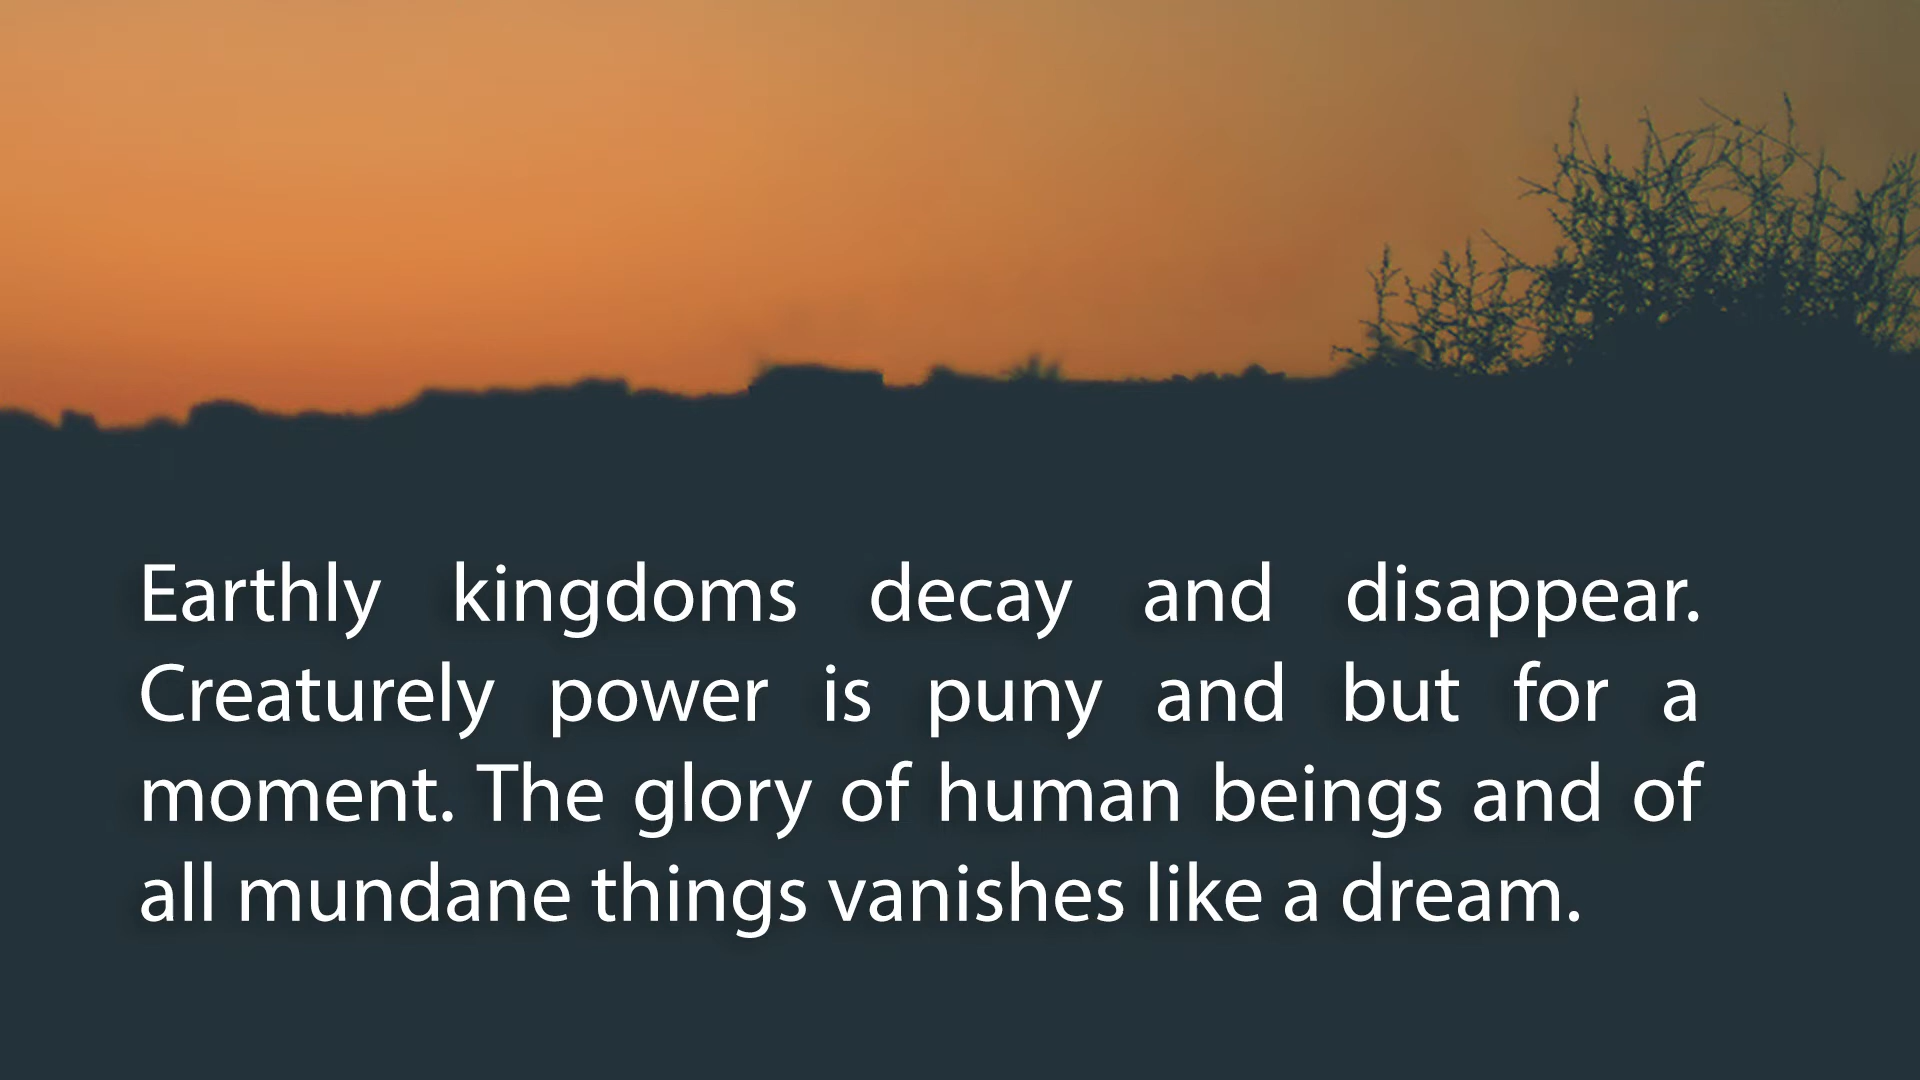 Earthly kingdoms decay and disappear.
Creaturely power is puny and but for a
moment. The glory of human beings and of
all mundane things vanishes like a dream.